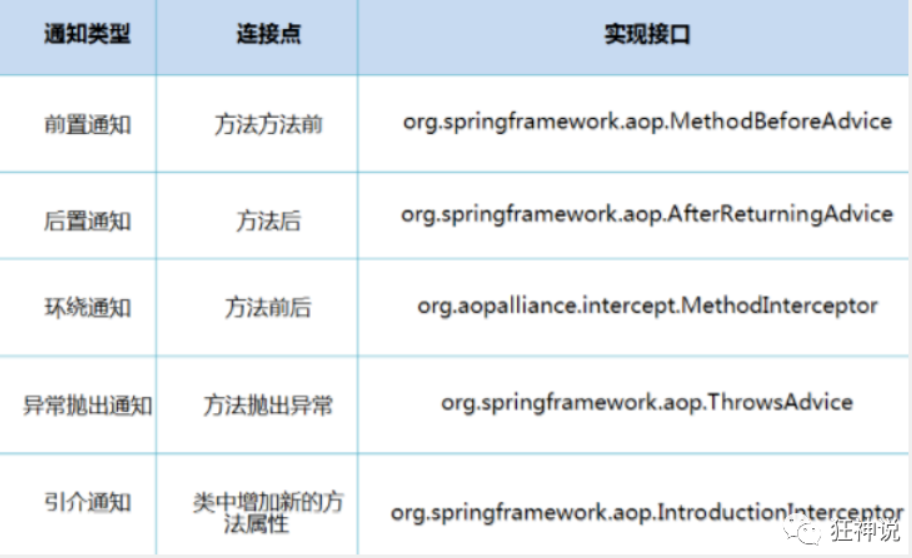 通知类型 连接点 实现接口
前置通知 方法方法前 org.springframework.aop.MethodBeforeAdvice
后置通知 方法后 org.springframework.aop.AfterReturningAdvice
环绕通知 方法前后 org.aopalliance.intercept.MethodInterceptor
异常抛出通知 方法抛出异常 org.springframework.aop.ThrowsAdvice
引介通知 类中增加新的方
法属性 org.springframework.aop.IntroductionInterceptor
狂神说